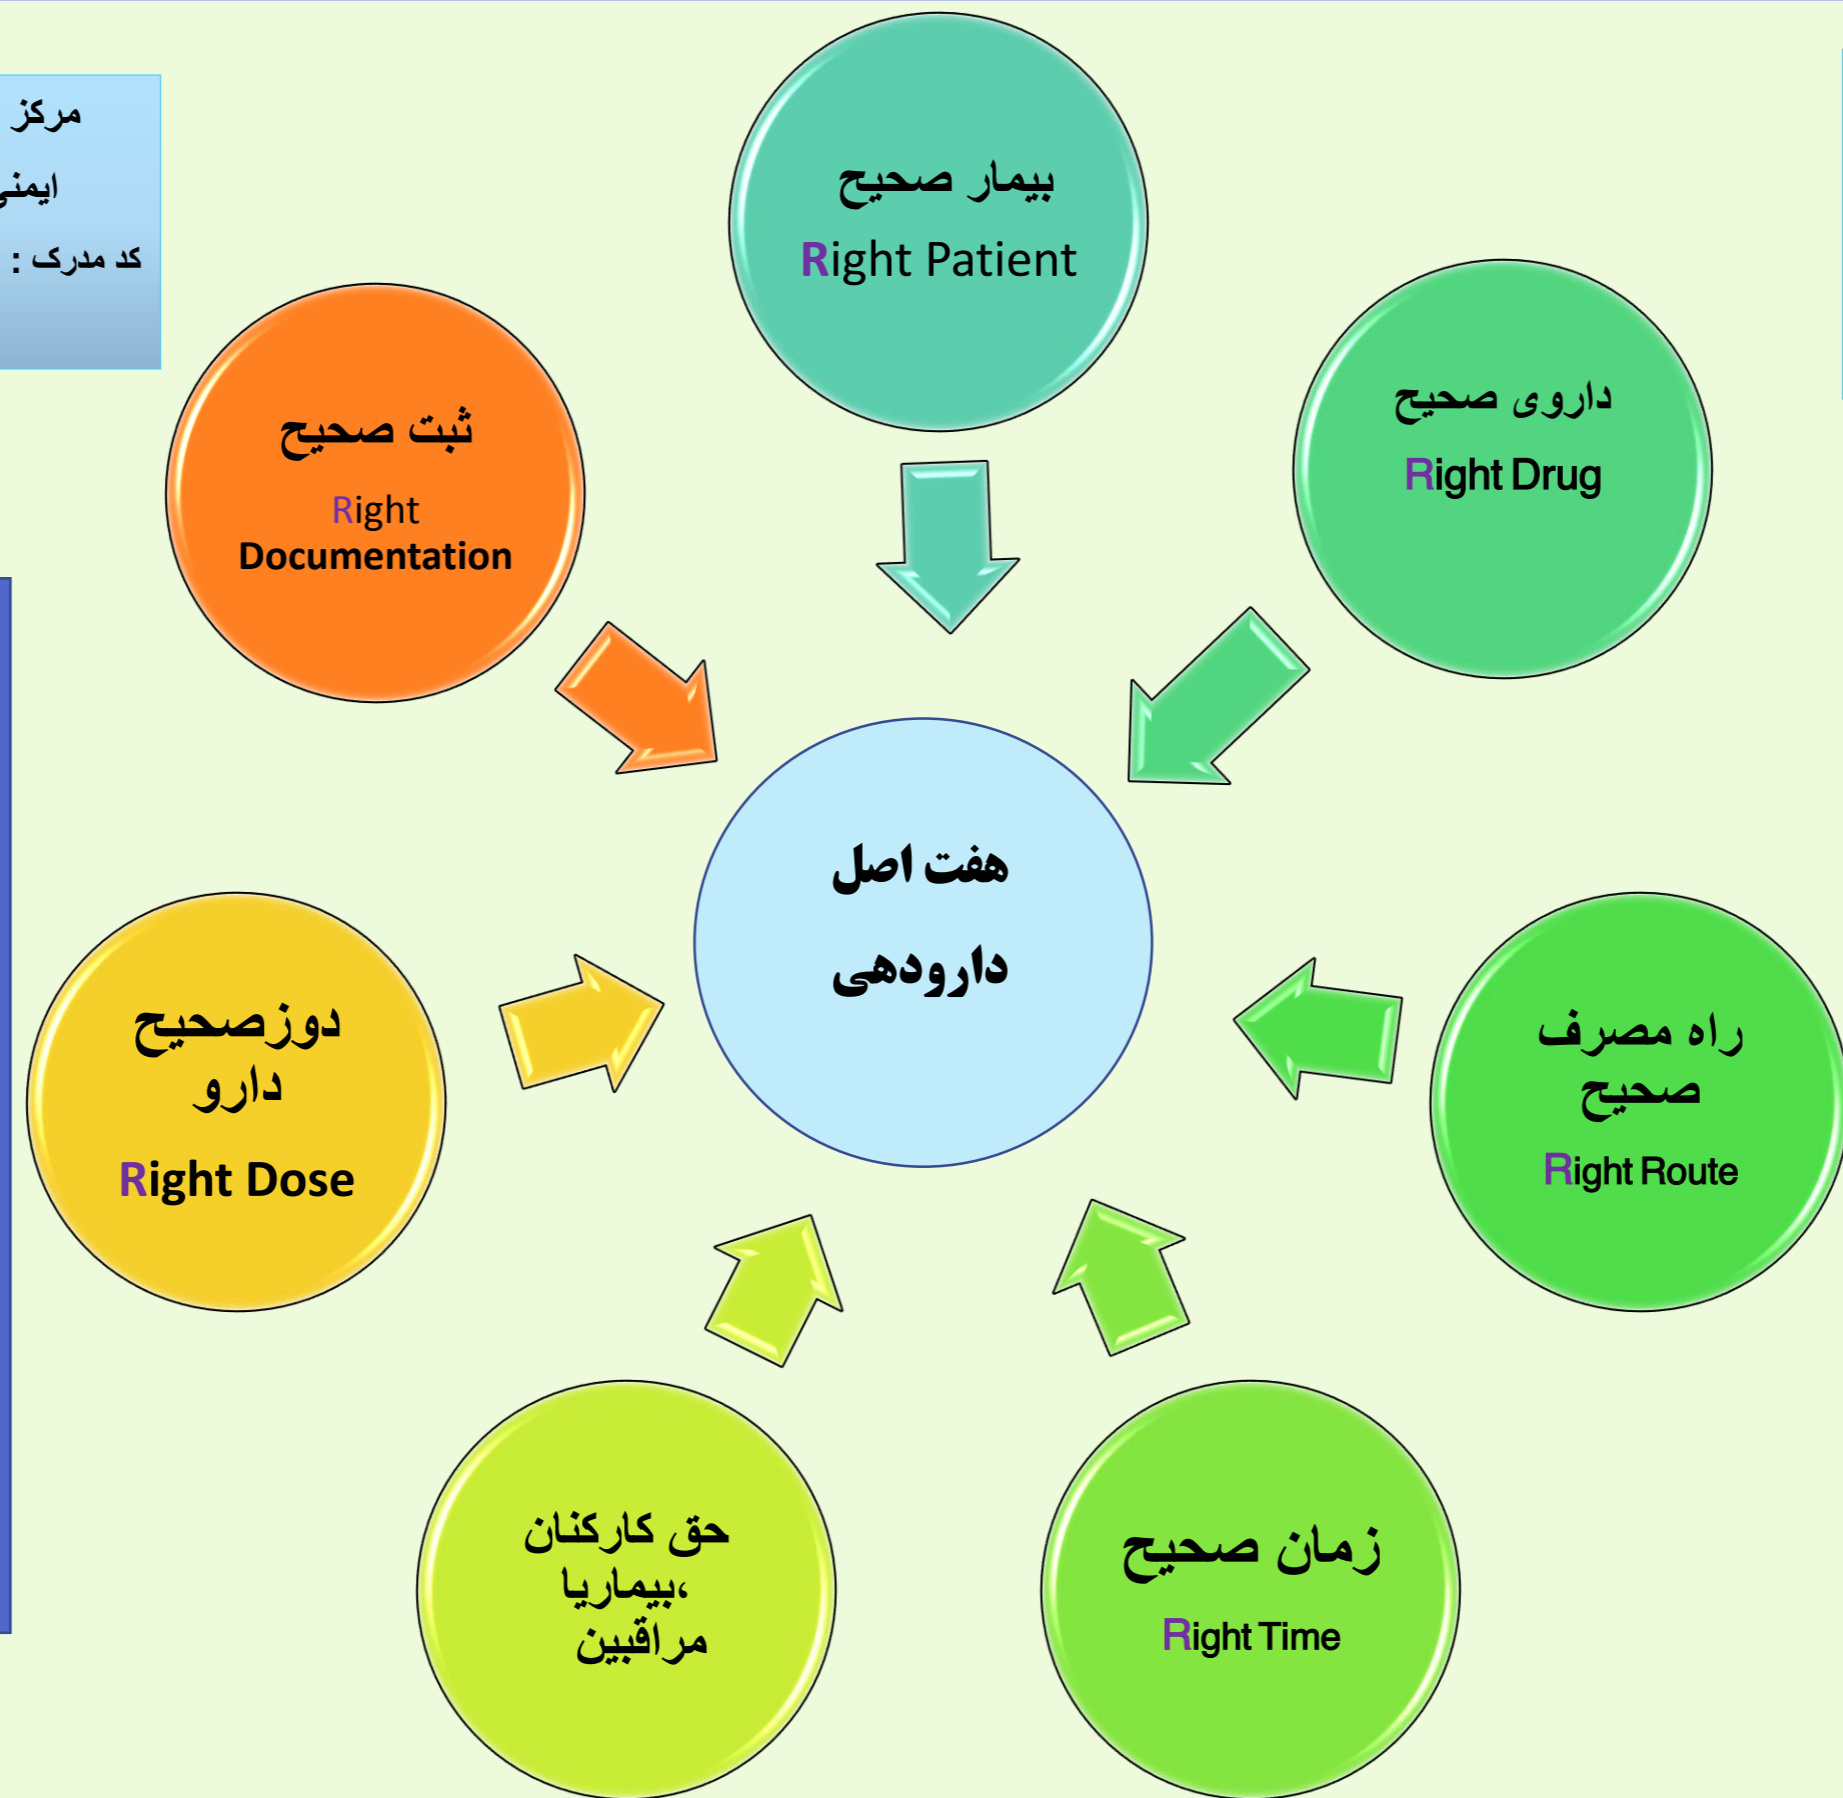 مرکز
ایمنی
کد مدرک :
بیمار صحیح
Right Patient
داروی صحیح
Right Drug
راه مصرف
صحیح
Right Route
زمان صحیح
Right Time
حق کارکنان
،بیماریا
مراقبین
دوزصحیح
دارو
Right Dose
ثبت صحیح
Right
Documentation
هفت اصل
دارودهی